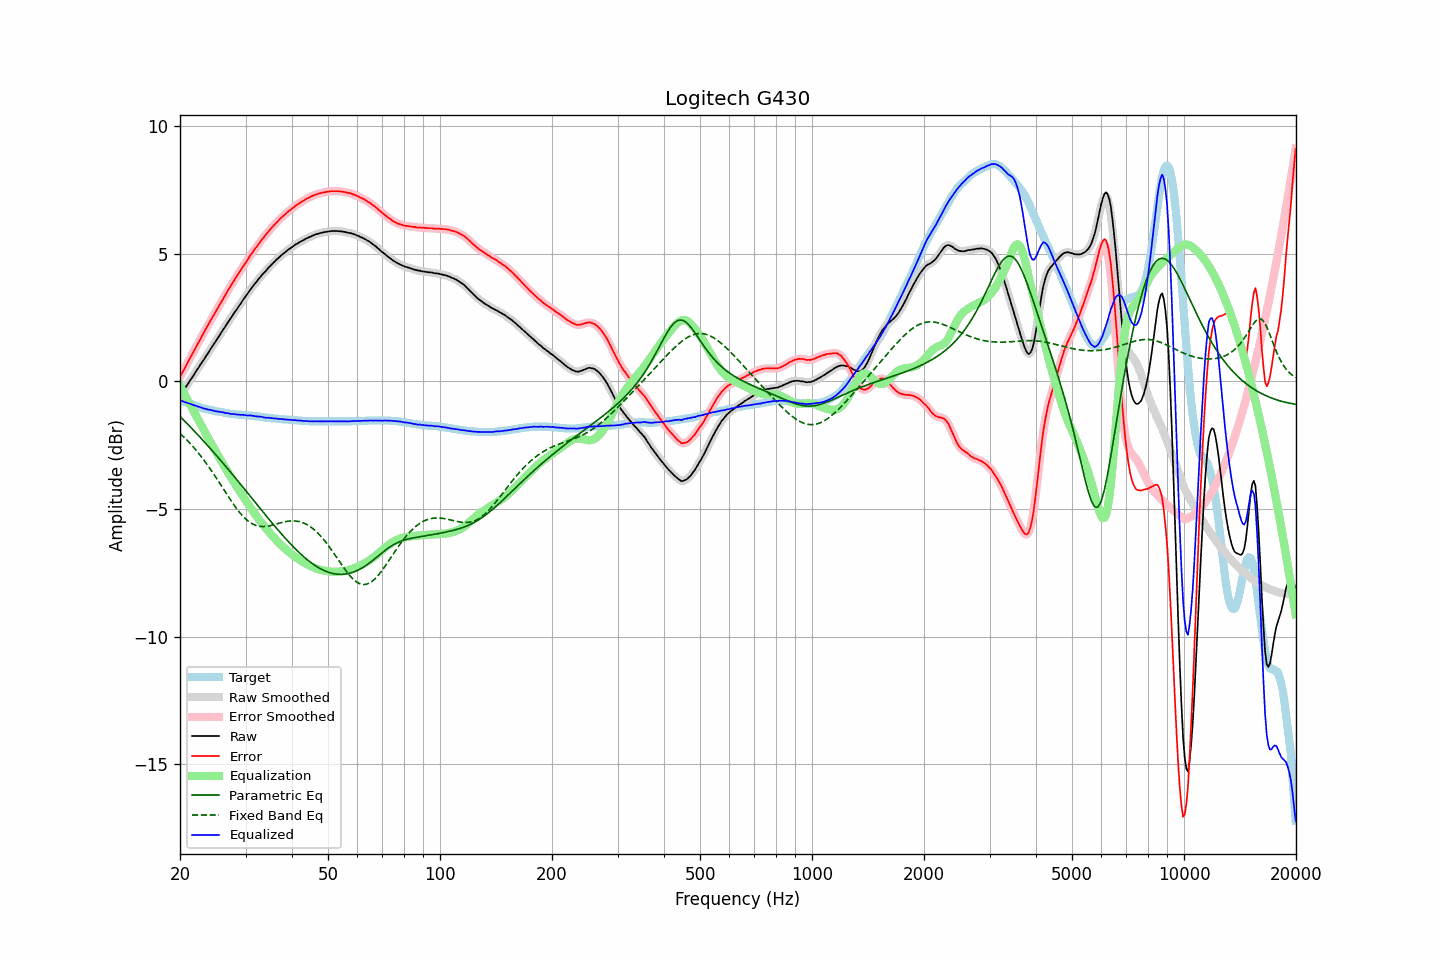 Logitech G430
Amplitude (dBr)
10
5
0
−5
−10
−15
Target
Raw Smoothed
Error Smoothed
Raw
Error
Equalization
Parametric Eq
Fixed Band Eq
Equalized
20 50 100 200 500 1000 2000 5000 10000 20000
Frequency (Hz)